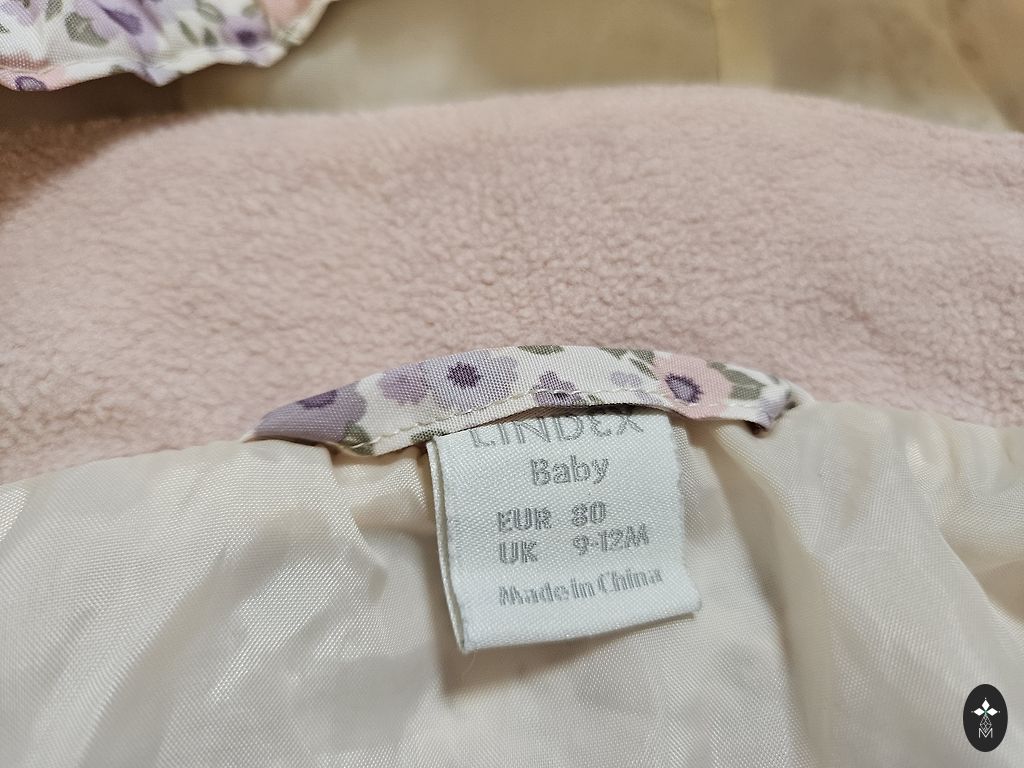 LINDEX
Baby
EUR 80
UK 9-12M
Made in China
M